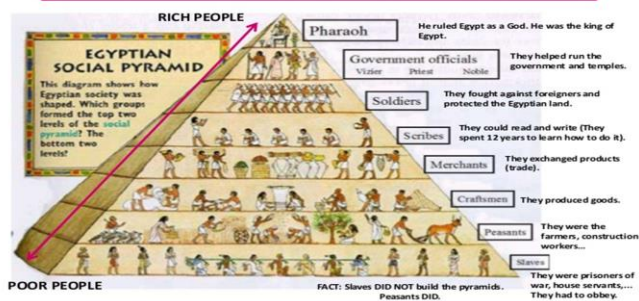 RICH PEOPLE
EGYPTIAN
SOCIAL PYRAMID
This diagram shows how
Egyptian society was
shaped. Which groups
formed the top two
levels of the social
pyramid? The
bottom two
levels?
Pharaoh
He ruled Egypt as a God. He was the king of
Egypt.
Government officials
Vizier Priest Noble
They helped run the
government and temples.
Soldiers
They fought against foreigners and
protected the Egyptian land.
Scribes
They could read and write (They
spent 12 years to learn how to do it).
Merchants
They exchanged products
(trade).
Craftsmen
They produced goods.
Peasants
They were the
farmers, construction
workers...
Slaves
They were prisoners of
war, house servants,...
They had to obbey.
POOR PEOPLE
FACT: Slaves DID NOT build the pyramids.
Peasants DID.